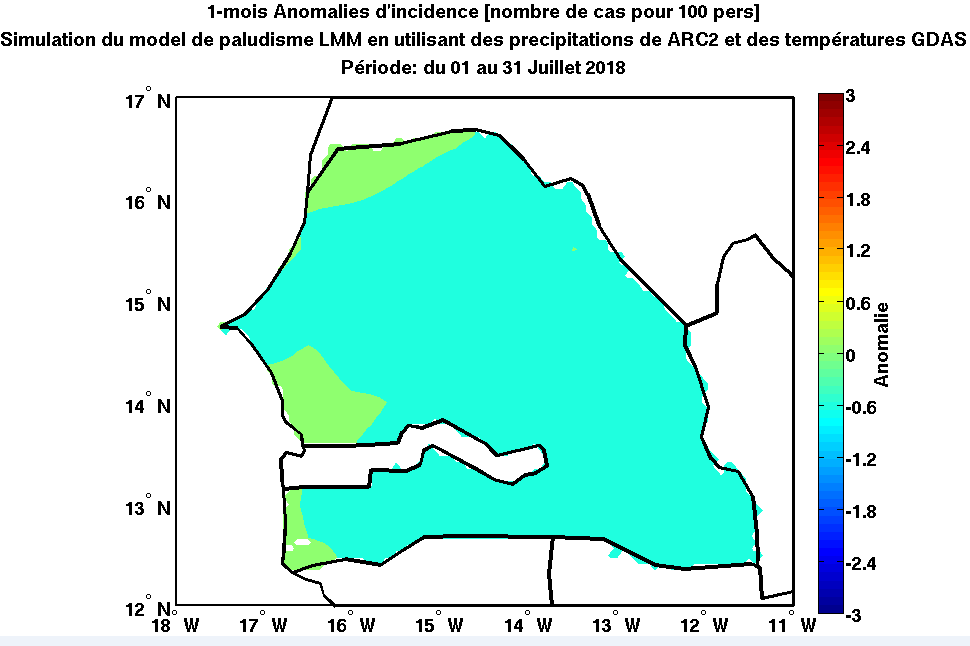 1-mois Anomalies d'incidence [nombre de cas pour 100 pers]
Simulation du model de paludisme LMM en utilisant des precipitations de ARC2 et des températures GDAS
Période: du 01 au 31 Juillet 2018
17° N
16° N
15° N
14° N
13° N
12° N
18° W
17° W
16° W
15° W
14° W
13° W
12° W
11° W
3
2.4
1.8
1.2
0.6
0
-0.6
-1.2
-1.8
-2.4
-3
Anomalie